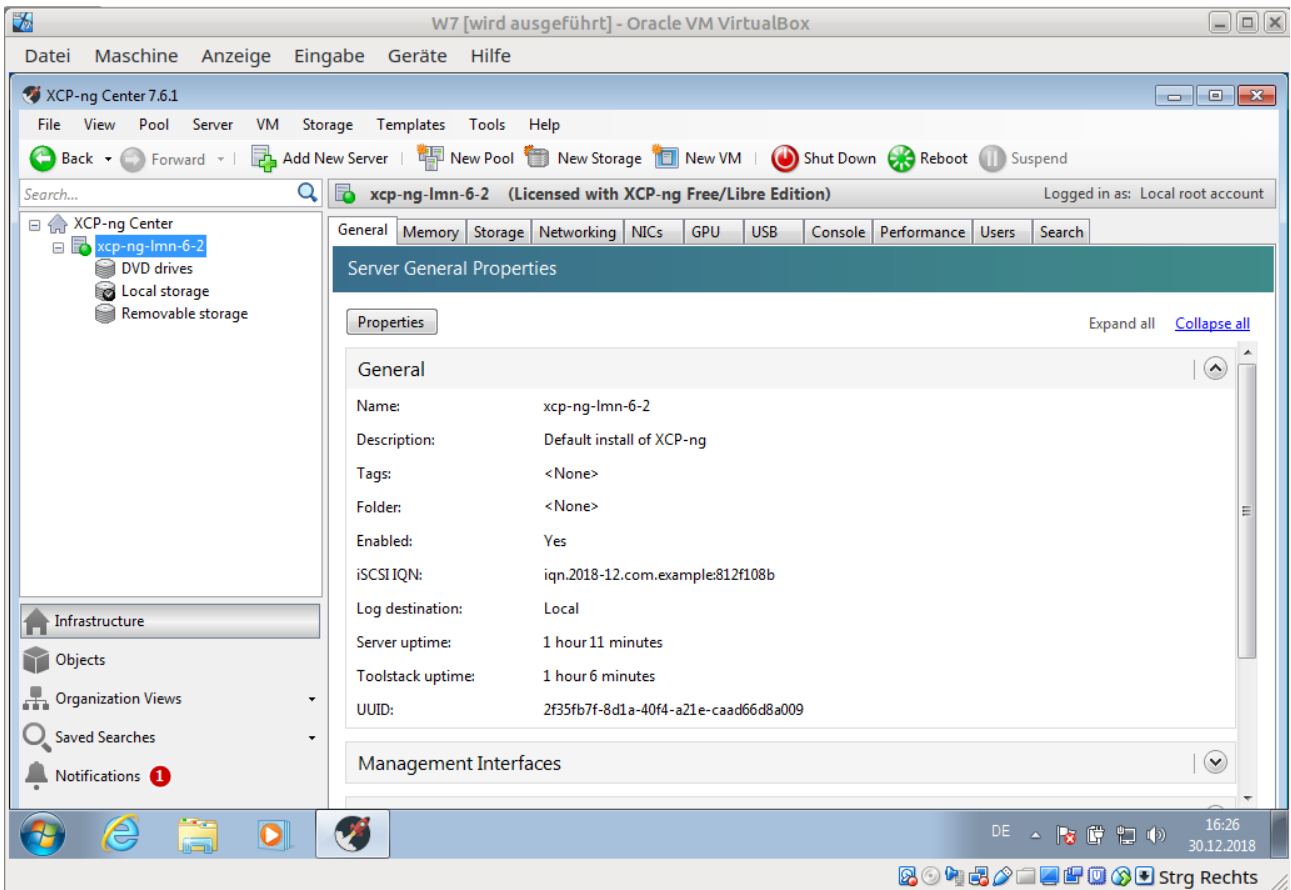 W7 [wird ausgeführt] - Oracle VM VirtualBox
Datei Maschine Anzeige Eingabe Geräte Hilfe
XCP-ng Center 7.6.1
File View Pool Server VM Storage Templates Tools Help
Back Forward Add New Server New Pool New Storage New VM Shut Down Reboot Suspend
Search...
xcp-ng-lmn-6-2 (Licensed with XCP-ng Free/Libre Edition) Logged in as: Local root account
XCP-ng Center
xcp-ng-lmn-6-2
DVD drives
Local storage
Removable storage
General Memory Storage Networking NICs GPU USB Console Performance Users Search
Server General Properties
Properties Expand all Collapse all
General
Name: xcp-ng-lmn-6-2
Description: Default install of XCP-ng
Tags: <None>
Folder: <None>
Enabled: Yes
iSCSI IQN: iqn.2018-12.com.example:812f108b
Log destination: Local
Server uptime: 1 hour 11 minutes
Toolstack uptime: 1 hour 6 minutes
UUID: 2f35fb7f-8d1a-40f4-a21e-caad66d8a009
Management Interfaces
Infrastructure
Objects
Organization Views
Saved Searches
Notifications 1
DE 16:26
30.12.2018
Strg Rechts